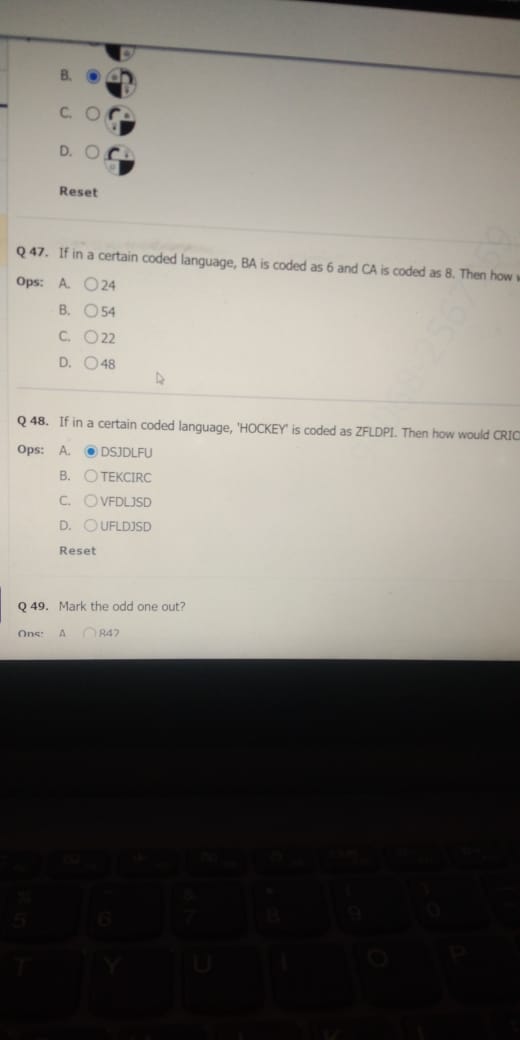 B.
C.
D.
Reset
Q 47. If in a certain coded language, BA is coded as 6 and CA is coded as 8. Then how
Ops: A. 24
B. 54
C. 22
D. 48
Q 48. If in a certain coded language, 'HOCKEY' is coded as ZFLDPI. Then how would CRIC
Ops: A. DSJDLFU
B. TEKCIRC
C. VFDLJSD
D. UFLDJSD
Reset
Q 49. Mark the odd one out?
Ops: A 842
5 6 7 8 9 0
T Y U I O P